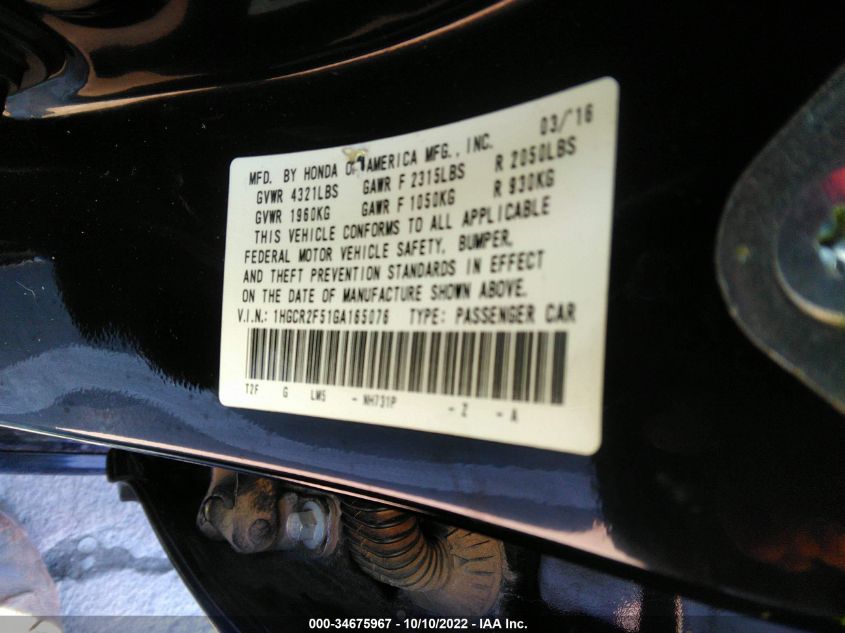 03/'16
MFD. BY HONDA OF AMERICA MFG., INC.
GVWR 4321LBS GAWR F 2315LBS R 2050LBS
GVWR 1960KG GAWR F 1050KG R 930KG
THIS VEHICLE CONFORMS TO ALL APPLICABLE
FEDERAL MOTOR VEHICLE SAFETY, BUMPER,
AND THEFT PREVENTION STANDARDS IN EFFECT
ON THE DATE OF MANUFACTURE SHOWN ABOVE.
V.I.N.: 1HGCR2F51GA165076 TYPE: PASSENGER CAR
T2F G LW5 - NH731P - Z - A
000-34675967 - 10/10/2022 - IAA Inc.